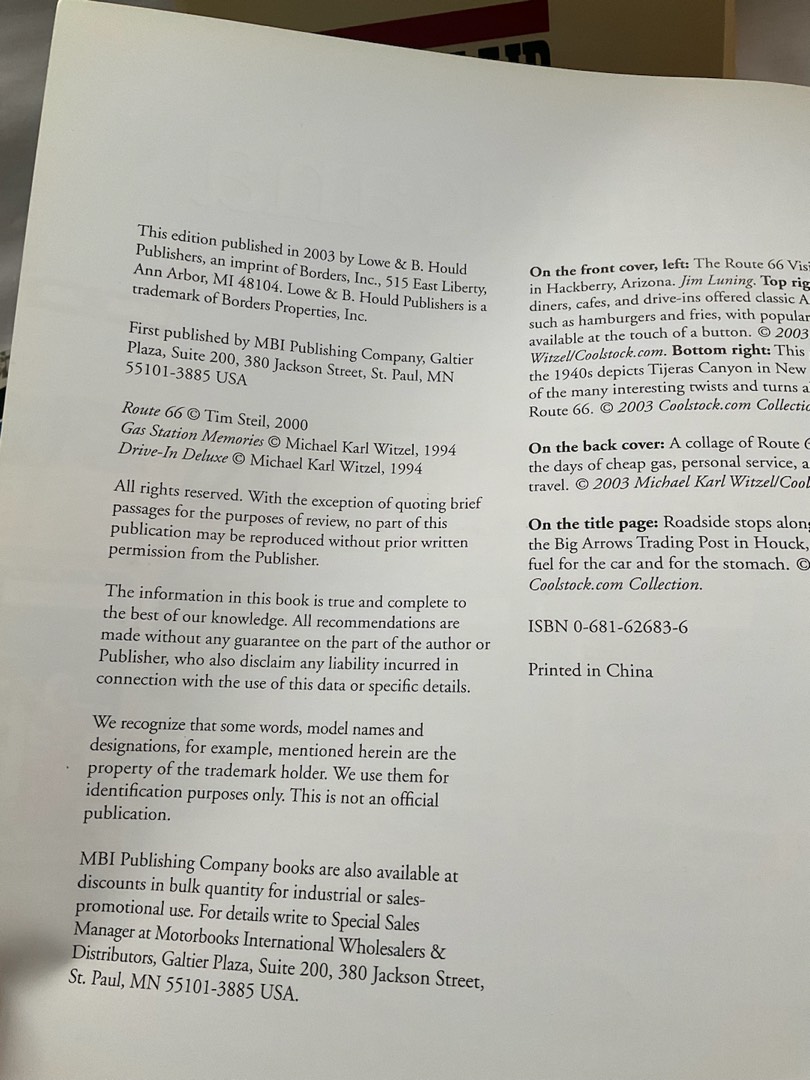 This edition published in 2003 by Lowe & B. Hould
Publishers, an imprint of Borders, Inc., 515 East Liberty,
Ann Arbor, MI 48104. Lowe & B. Hould Publishers is a
trademark of Borders Properties, Inc.
First published by MBI Publishing Company, Galtier
Plaza, Suite 200, 380 Jackson Street, St. Paul, MN
55101-3885 USA
Route 66 © Tim Steil, 2000
Gas Station Memories © Michael Karl Witzel, 1994
Drive-In Deluxe © Michael Karl Witzel, 1994
All rights reserved. With the exception of quoting brief
passages for the purposes of review, no part of this
publication may be reproduced without prior written
permission from the Publisher.
The information in this book is true and complete to
the best of our knowledge. All recommendations are
made without any guarantee on the part of the author or
Publisher, who also disclaim any liability incurred in
connection with the use of this data or specific details.
We recognize that some words, model names and
designations, for example, mentioned herein are the
property of the trademark holder. We use them for
identification purposes only. This is not an official
publication.
MBI Publishing Company books are also available at
discounts in bulk quantity for industrial or sales-
promotional use. For details write to Special Sales
Manager at Motorbooks International Wholesalers &
Distributors, Galtier Plaza, Suite 200, 380 Jackson Street,
St. Paul, MN 55101-3885 USA.
On the front cover, left: The Route 66
in Hackberry, Arizona. Jim Luning. Top
diners, cafes, and drive-ins offered classic
such as hamburgers and fries, with popular
available at the touch of a button. © 2003
Witzel/Coolstock.com. Bottom right: This
the 1940s depicts Tijeras Canyon in New
of the many interesting twists and turns
Route 66. © 2003 Coolstock.com
On the back cover: A collage of Route
the days of cheap gas, personal service,
travel. © 2003 Michael Karl
On the title page: Roadside stops
the Big Arrows Trading Post in Houck,
fuel for the car and for the stomach. ©
Coolstock.com Collection.
ISBN 0-681-62683-6
Printed in China